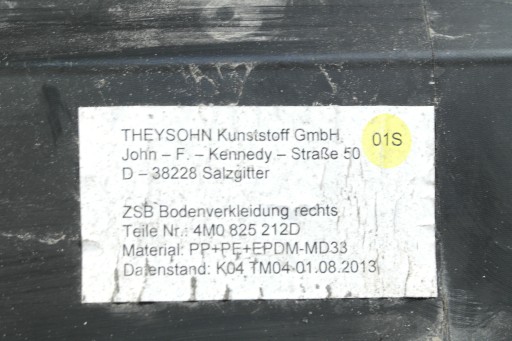 THEYSOHN Kunststoff GmbH
John – F. – Kennedy – Straße 50
01S
D – 38228 Salzgitter
ZSB Bodenverkleidung rechts
Teile Nr.: 4M0 825 212D
Material: PP+PE+EPDM-MD33
Datenstand: K04 TM04 01.08.2013